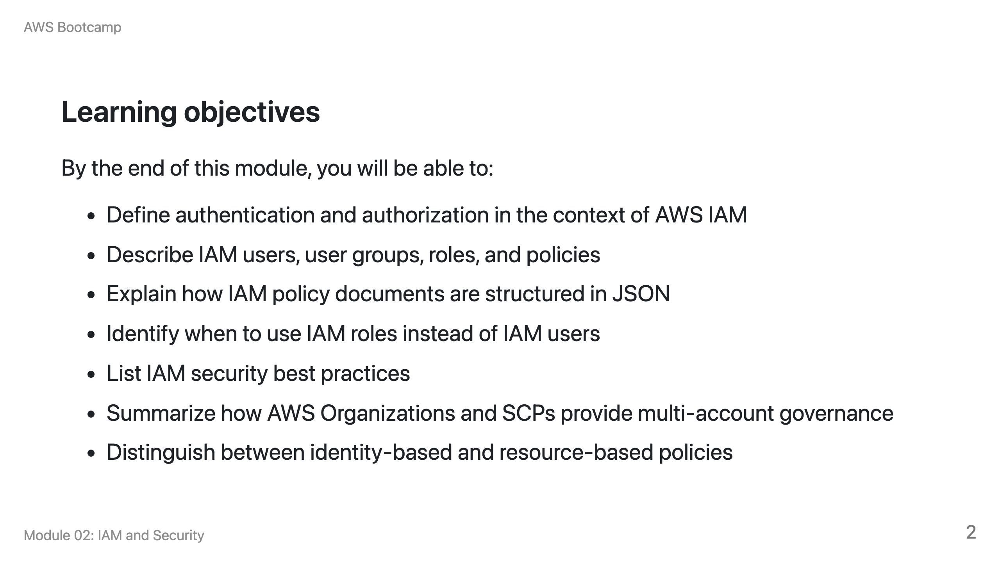 AWS Bootcamp
Learning objectives
By the end of this module, you will be able to:
• Define authentication and authorization in the context of AWS IAM
• Describe IAM users, user groups, roles, and policies
• Explain how IAM policy documents are structured in JSON
• Identify when to use IAM roles instead of IAM users
• List IAM security best practices
• Summarize how AWS Organizations and SCPs provide multi-account governance
• Distinguish between identity-based and resource-based policies
Module 02: IAM and Security
2